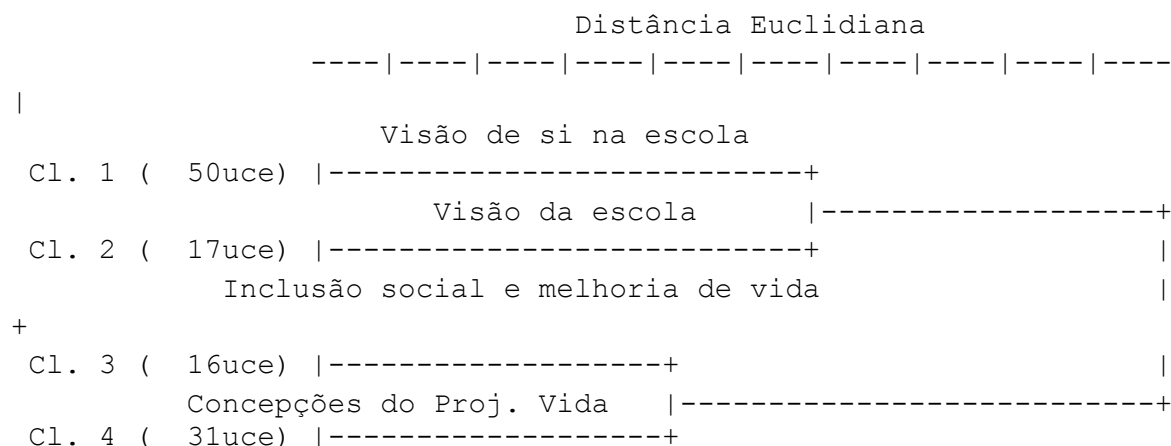 Distância Euclidiana
----|----|----|----|----|----|----|----|----|----
|
Visão de si na escola
Cl. 1 (  50uce) |---------------------------+
Visão da escola |-------------------+
Cl. 2 (  17uce) |---------------------------+ |
Inclusão social e melhoria de vida |
+
Cl. 3 (  16uce) |-------------------+ |
Concepções do Proj. Vida |---------------------------+
Cl. 4 (  31uce) |-------------------+